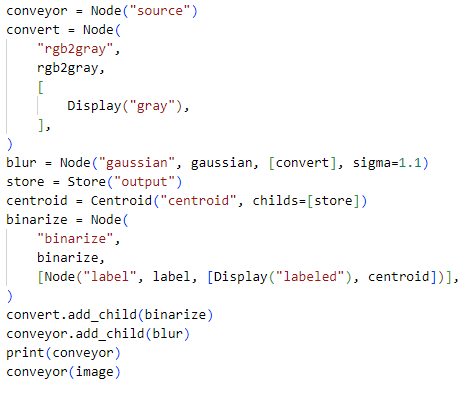 conveyor = Node("source")
convert = Node(
    "rgb2gray",
    rgb2gray,
    [
        Display("gray"),
    ],
)
blur = Node("gaussian", gaussian, [convert], sigma=1.1)
store = Store("output")
centroid = Centroid("centroid", childs=[store])
binarize = Node(
    "binarize",
    binarize,
    [Node("label", label, [Display("labeled"), centroid])],
)
convert.add_child(binarize)
conveyor.add_child(blur)
print(conveyor)
conveyor(image)